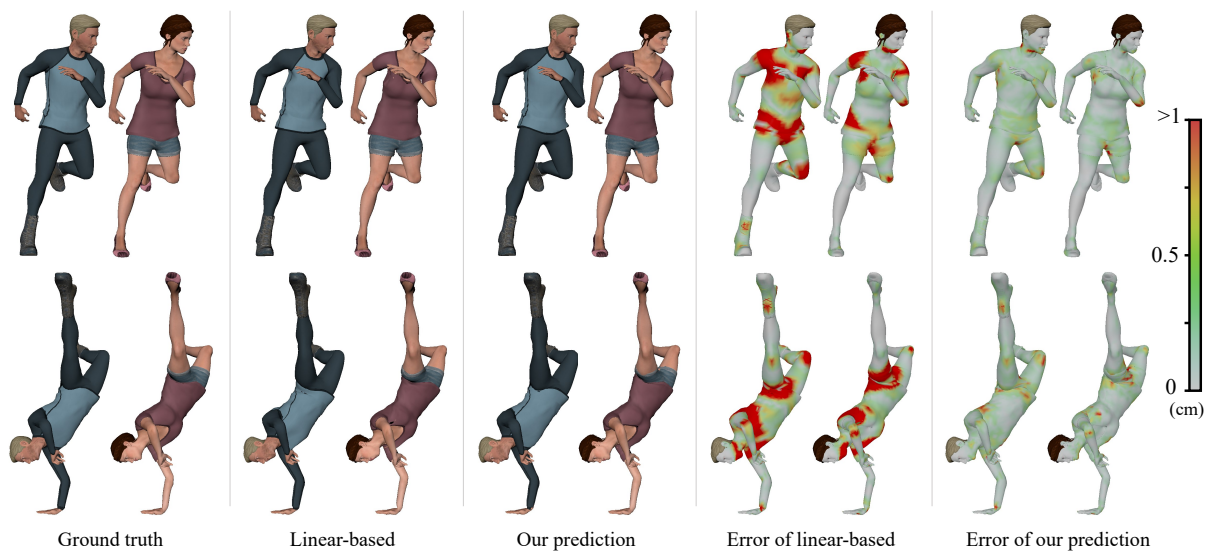 >1
0.5
0
(cm)
Ground truth
Linear-based
Our prediction
Error of linear-based
Error of our prediction